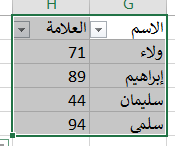 H G
العلامة الاسم
ولاء 71
إبراهيم 89
سليمان 44
سلمى 94